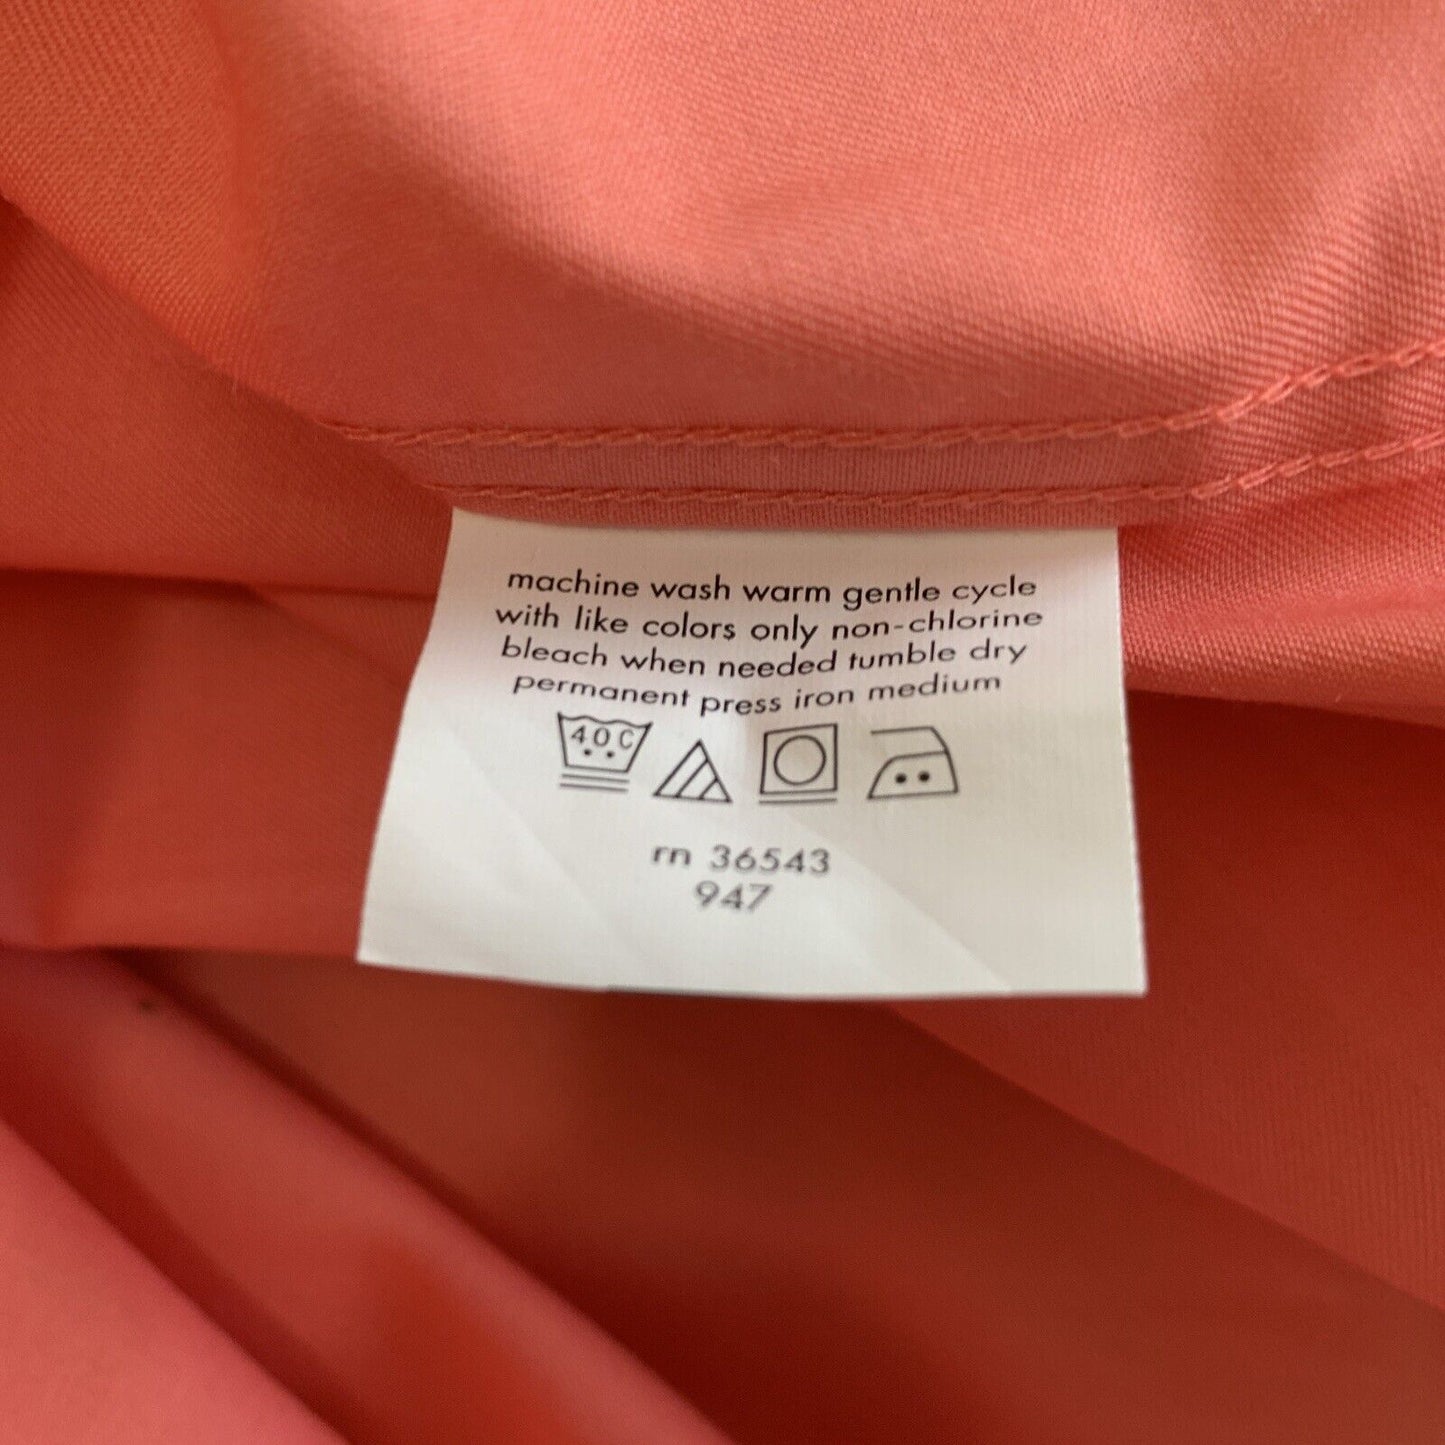 machine wash warm gentle cycle
with like colors only non-chlorine
bleach when needed tumble dry
permanent press iron medium
40C
rn 36543
947